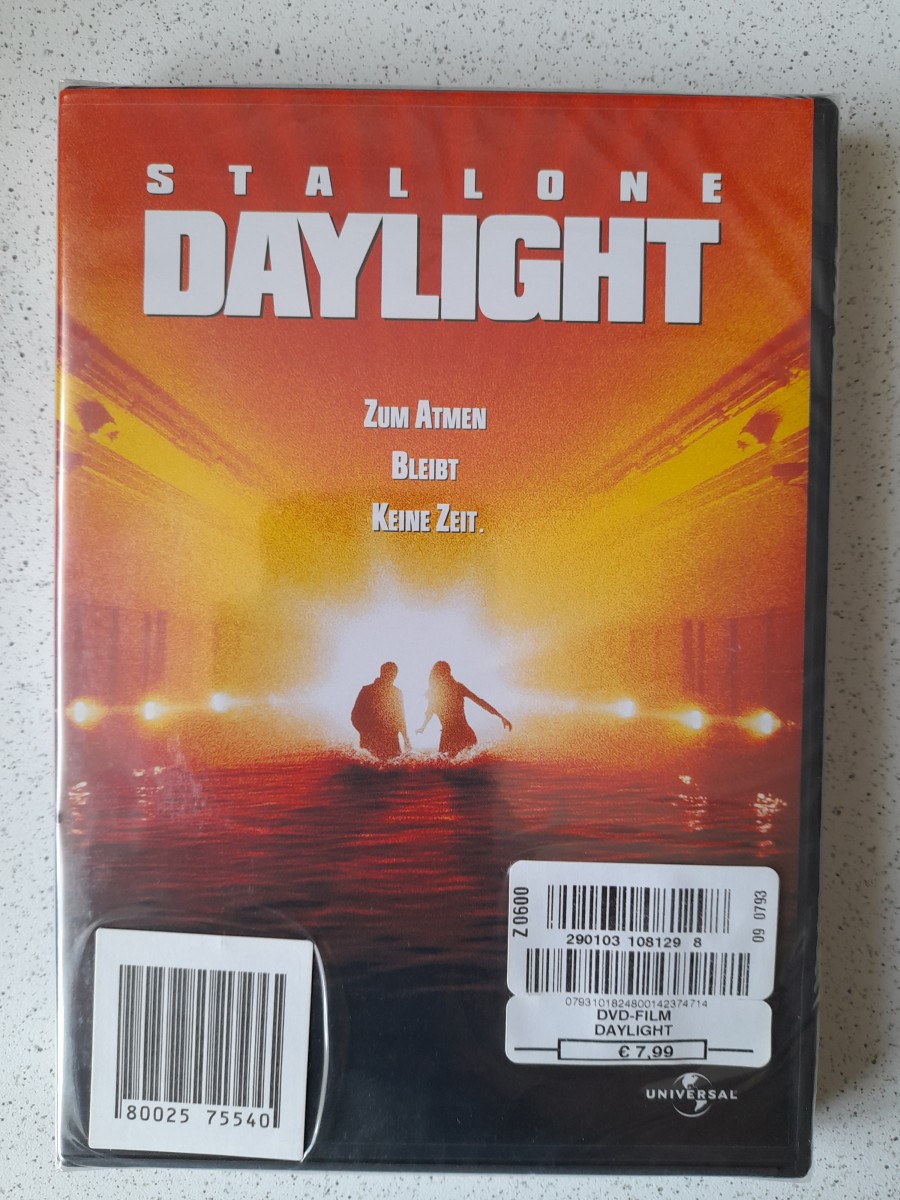 STALLONE
DAYLIGHT
ZUM ATMEN
BLEIBT
KEINE ZEIT.
Z 0600
290103 108129 8
09 0793
0793101824800142374714
DVD-FILM
DAYLIGHT
€ 7,99
80025 75540
UNIVERSAL